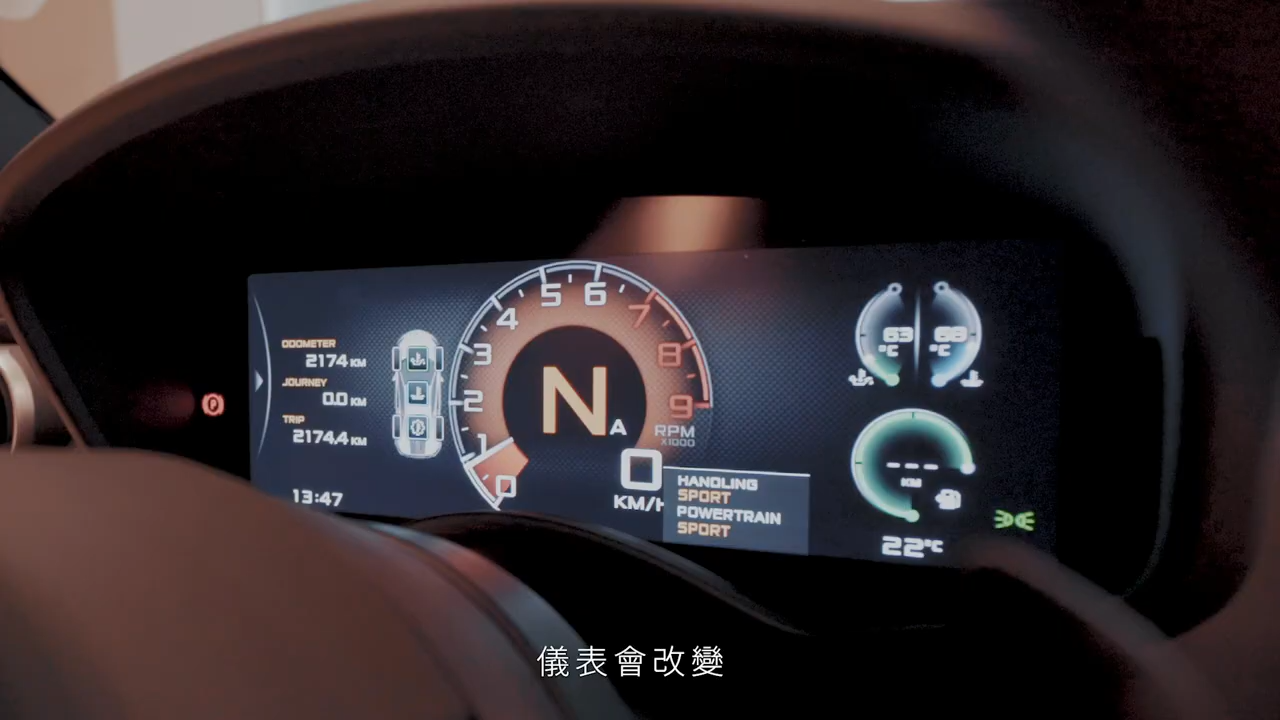 ODOMETER
2174 KM
JOURNEY
0.0 KM
TRIP
2174.4 KM
13:47
0
1
2
3
4
5
6
7
8
9
N A
RPM
X1000
0
KM/H
HANDLING
SPORT
POWERTRAIN
SPORT
°C
°C
---
KM
22°C
P
儀表會改變